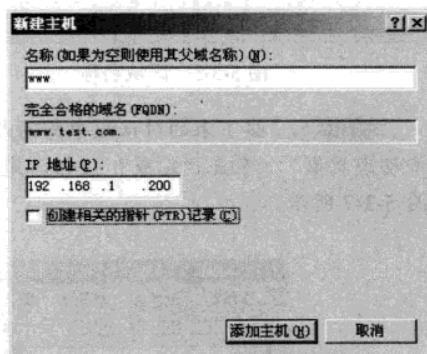 新建主机
名称(如果为空则使用其父域名称)(N):
www
完全合格的域名(FQDN):
www.test.com.
IP 地址(P):
192 .168 .1 .200
创建相关的指针(PTR)记录(C)
添加主机(H) 取消